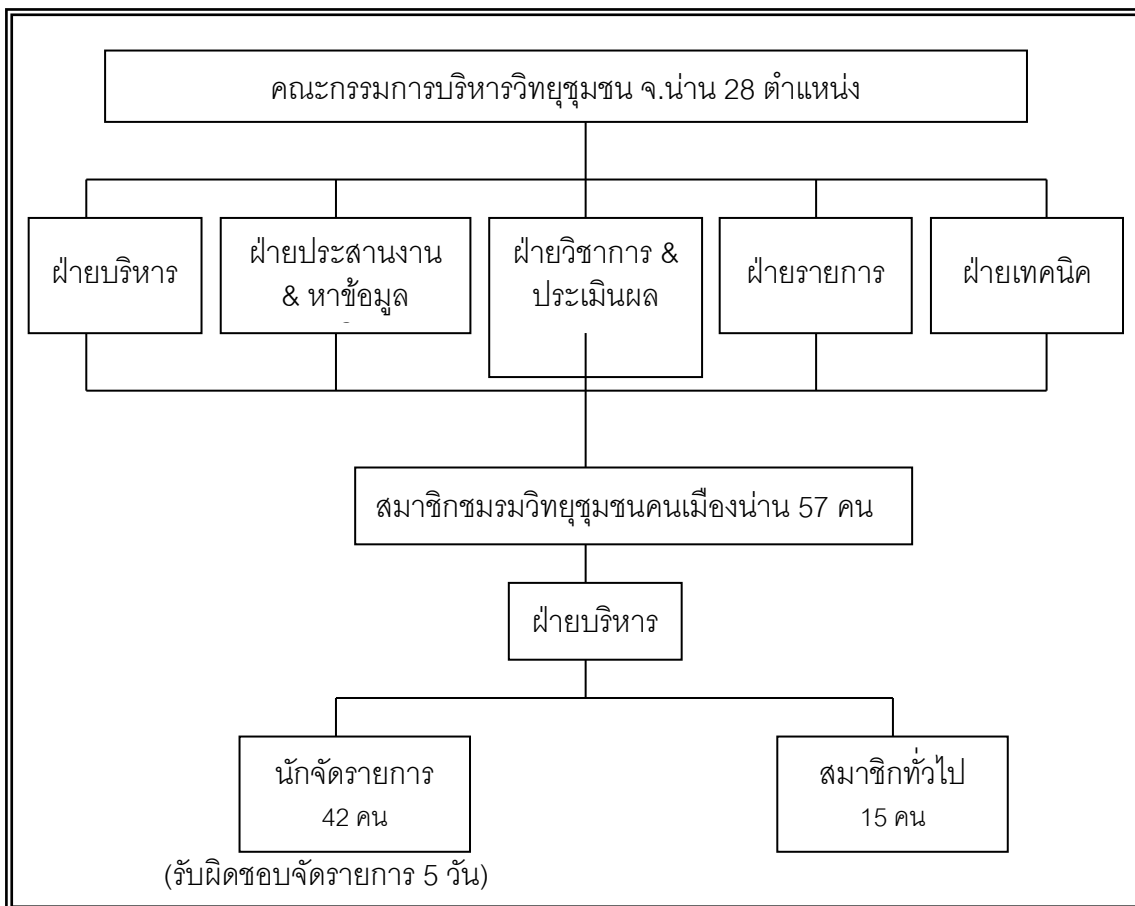 คณะกรรมการบริหารวิทยุชุมชน จ.น่าน 28 ตำแหน่ง
ฝ่ายบริหาร
ฝ่ายประสานงาน
& หาข้อมูล
ฝ่ายวิชาการ &
ประเมินผล
ฝ่ายรายการ
ฝ่ายเทคนิค
สมาชิกชมรมวิทยุชุมชนคนเมืองน่าน 57 คน
ฝ่ายบริหาร
นักจัดรายการ
42 คน
(รับผิดชอบจัดรายการ 5 วัน)
สมาชิกทั่วไป
15 คน